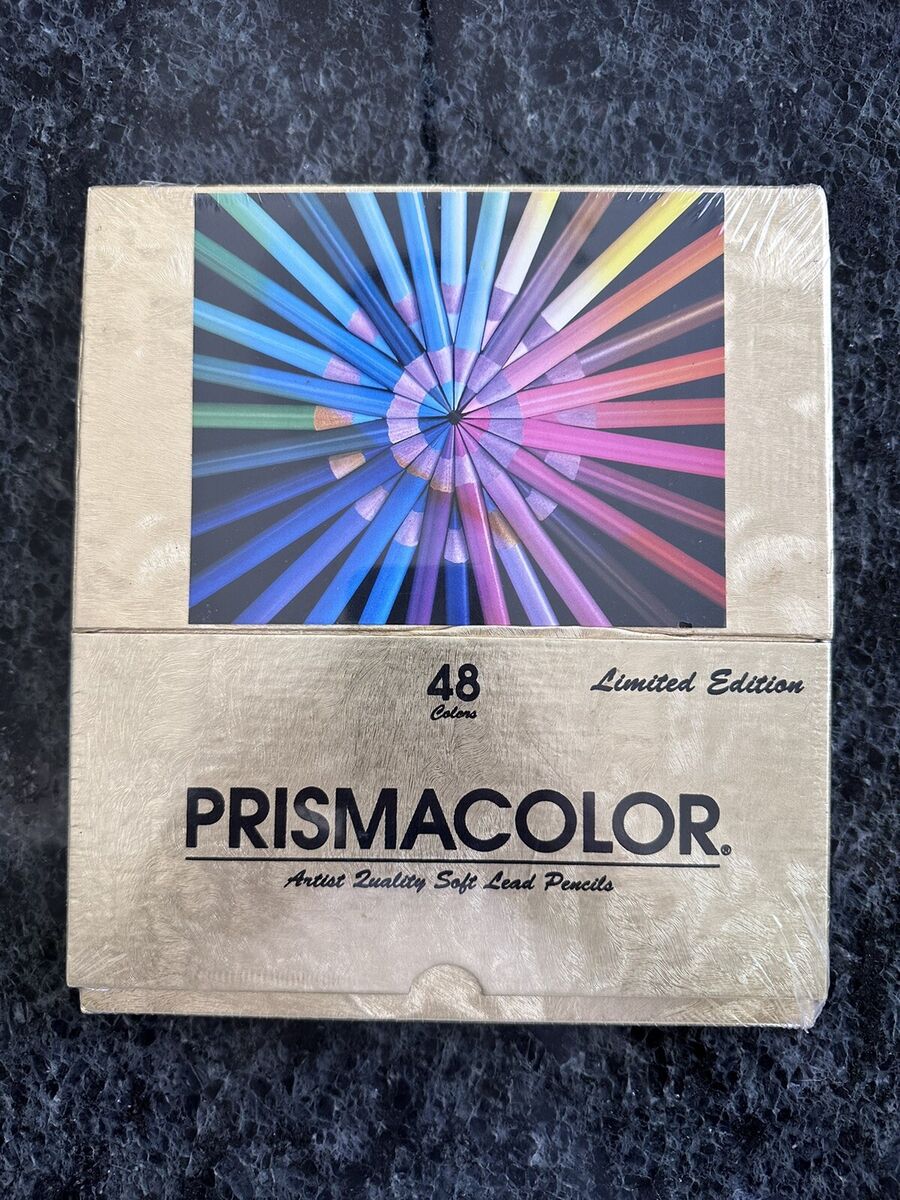 48
Colors
Limited Edition
PRISMACOLOR®
Artist Quality Soft Lead Pencils